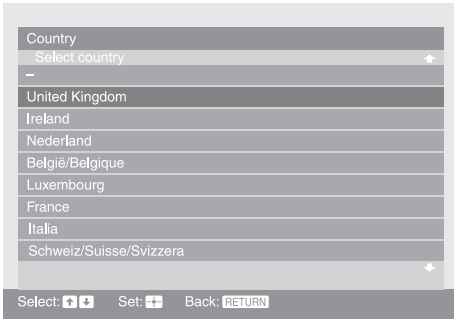 Country
Select country
–
United Kingdom
Ireland
Nederland
België/Belgique
Luxembourg
France
Italia
Schweiz/Suisse/Svizzera
Select: Set: Back: RETURN